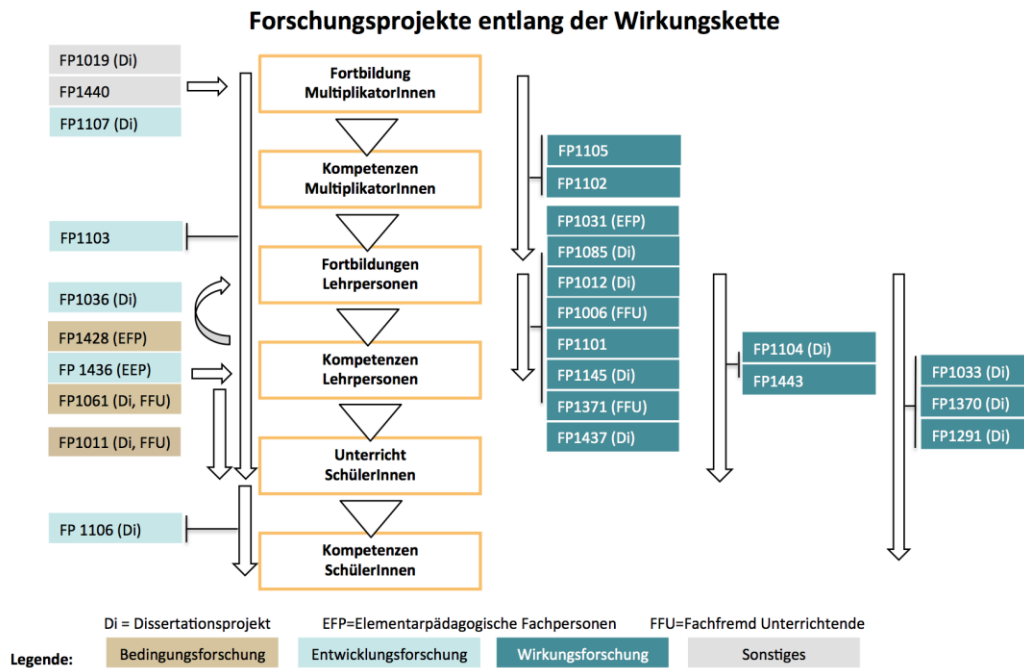 Forschungsprojekte entlang der Wirkungskette
FP1019 (Di)
FP1440
FP1107 (Di)
FP1103
FP1036 (Di)
FP1428 (EFP)
FP 1436 (EEP)
FP1061 (Di, FFU)
FP1011 (Di, FFU)
FP 1106 (Di)
Fortbildung
MultiplikatorInnen
Kompetenzen
MultiplikatorInnen
Fortbildungen
Lehrpersonen
Kompetenzen
Lehrpersonen
Unterricht
SchülerInnen
Kompetenzen
SchülerInnen
FP1105
FP1102
FP1031 (EFP)
FP1085 (Di)
FP1012 (Di)
FP1006 (FFU)
FP1101
FP1145 (Di)
FP1371 (FFU)
FP1437 (Di)
FP1104 (Di)
FP1443
FP1033 (Di)
FP1370 (Di)
FP1291 (Di)
Di = Dissertationsprojekt EFP=Elementarpädagogische Fachpersonen FFU=Fachfremd Unterrichtende
Legende: Bedingungsforschung Entwicklungsforschung Wirkungsforschung Sonstiges